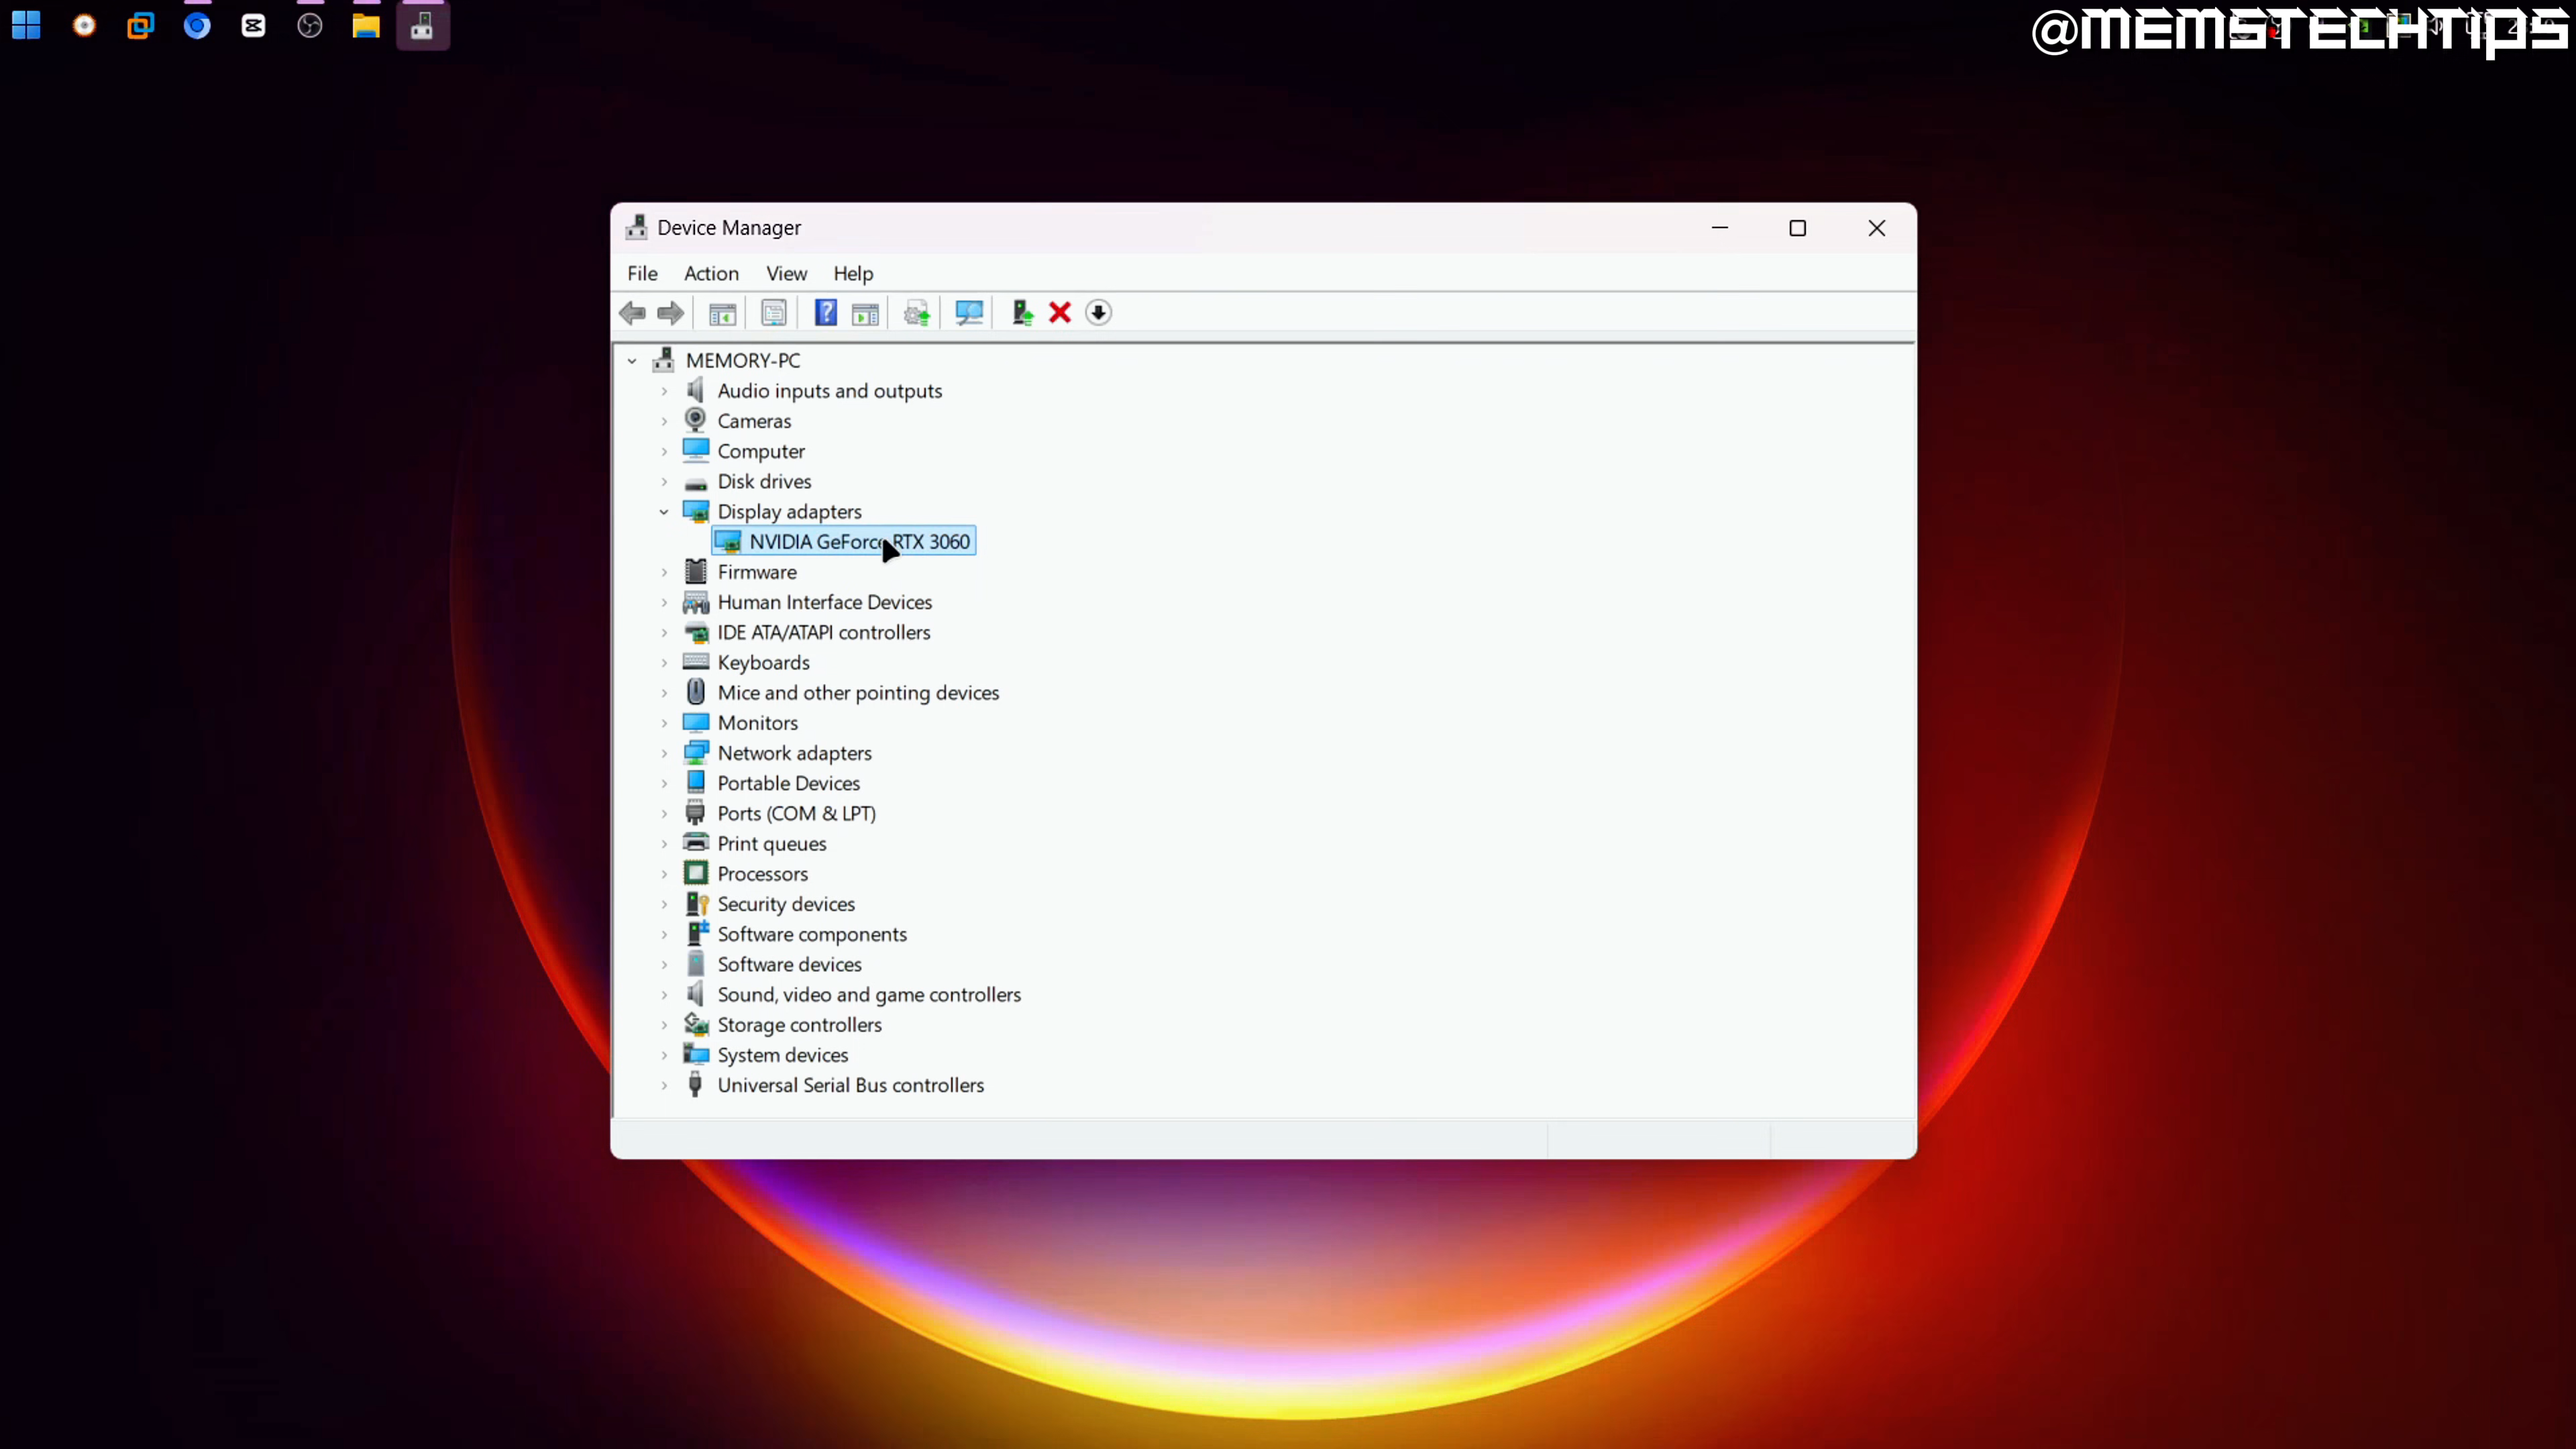 @MEMSTECHTIPS
Device Manager
File Action View Help
MEMORY-PC
Audio inputs and outputs
Cameras
Computer
Disk drives
Display adapters
NVIDIA GeForce RTX 3060
Firmware
Human Interface Devices
IDE ATA/ATAPI controllers
Keyboards
Mice and other pointing devices
Monitors
Network adapters
Portable Devices
Ports (COM & LPT)
Print queues
Processors
Security devices
Software components
Software devices
Sound, video and game controllers
Storage controllers
System devices
Universal Serial Bus controllers